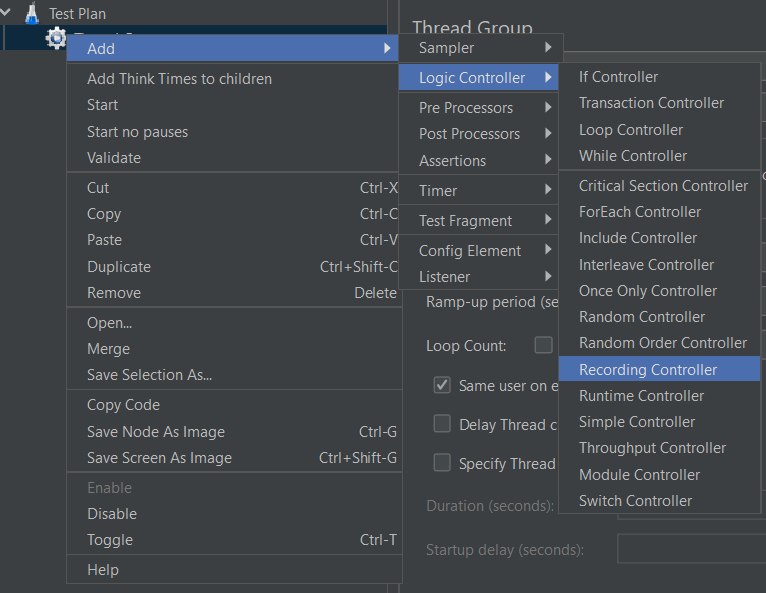 Test Plan
Thread Group
Add
Add Think Times to children
Start
Start no pauses
Validate
Cut Ctrl-X
Copy Ctrl-C
Paste Ctrl-V
Duplicate Ctrl+Shift-C
Remove Delete
Open...
Merge
Save Selection As...
Copy Code
Save Node As Image Ctrl-G
Save Screen As Image Ctrl+Shift-G
Enable
Disable
Toggle Ctrl-T
Help
Sampler
Logic Controller
Pre Processors
Post Processors
Assertions
Timer
Test Fragment
Config Element
Listener
If Controller
Transaction Controller
Loop Controller
While Controller
Critical Section Controller
ForEach Controller
Include Controller
Interleave Controller
Once Only Controller
Random Controller
Random Order Controller
Recording Controller
Runtime Controller
Simple Controller
Throughput Controller
Module Controller
Switch Controller
Ramp-up period (se
Loop Count:
Same user on e
Delay Thread c
Specify Thread
Duration (seconds):
Startup delay (seconds):